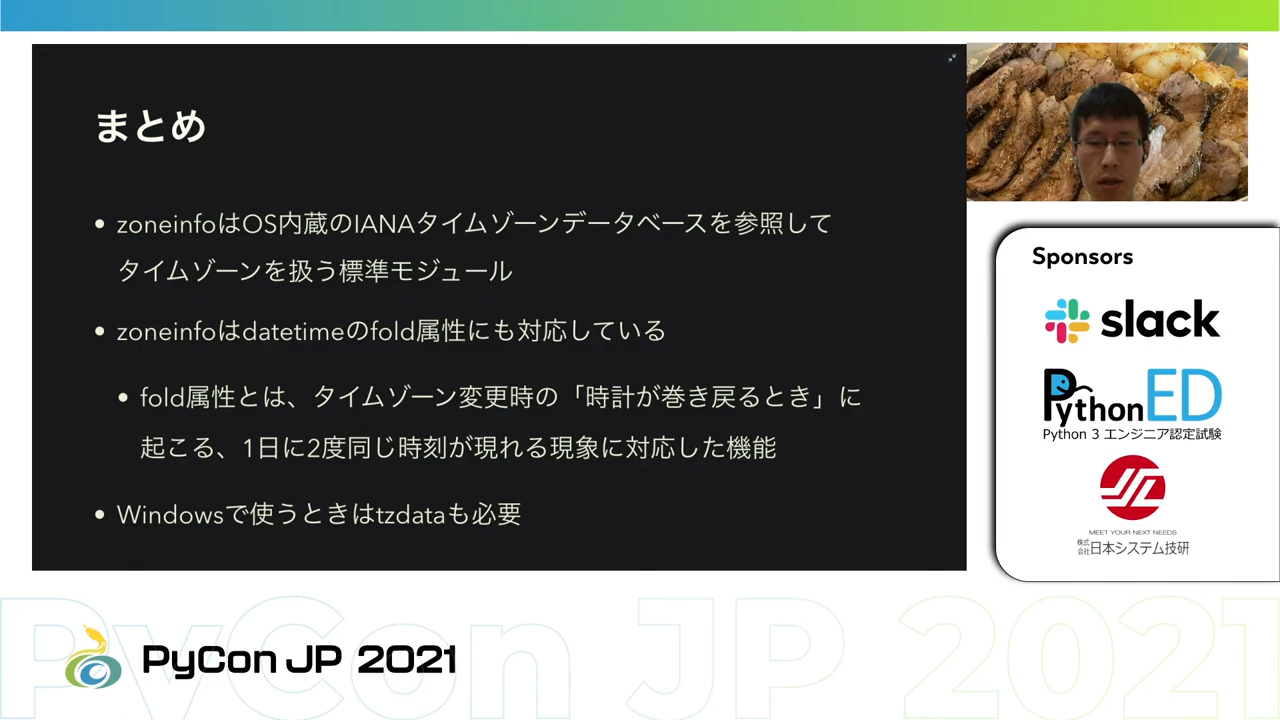 まとめ
• zoneinfoはOS内蔵のIANAタイムゾーンデータベースを参照して
タイムゾーンを扱う標準モジュール
• zoneinfoはdatetimeのfold属性にも対応している
• fold属性とは、タイムゾーン変更時の「時計が巻き戻るとき」に
起こる、1日に2度同じ時刻が現れる現象に対応した機能
• Windowsで使うときはtzdataも必要
Sponsors
slack
PythonED
Python 3 エンジニア認定試験
MEET YOUR NEXT NEEDS
株式会社日本システム技研
PyCon JP 2021
PyCon JP 2021